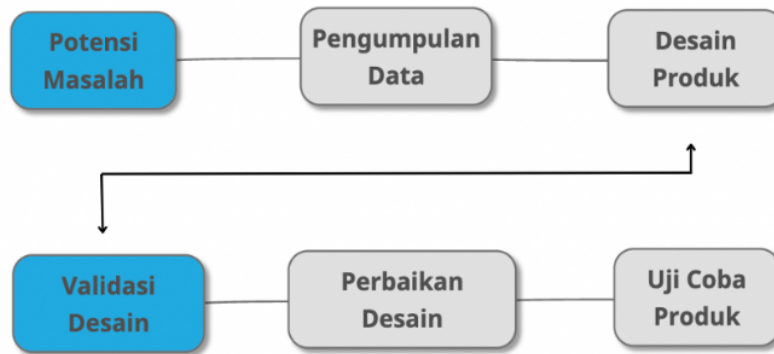 Potensi
Masalah
Pengumpulan
Data
Desain
Produk
Validasi
Desain
Perbaikan
Desain
Uji Coba
Produk